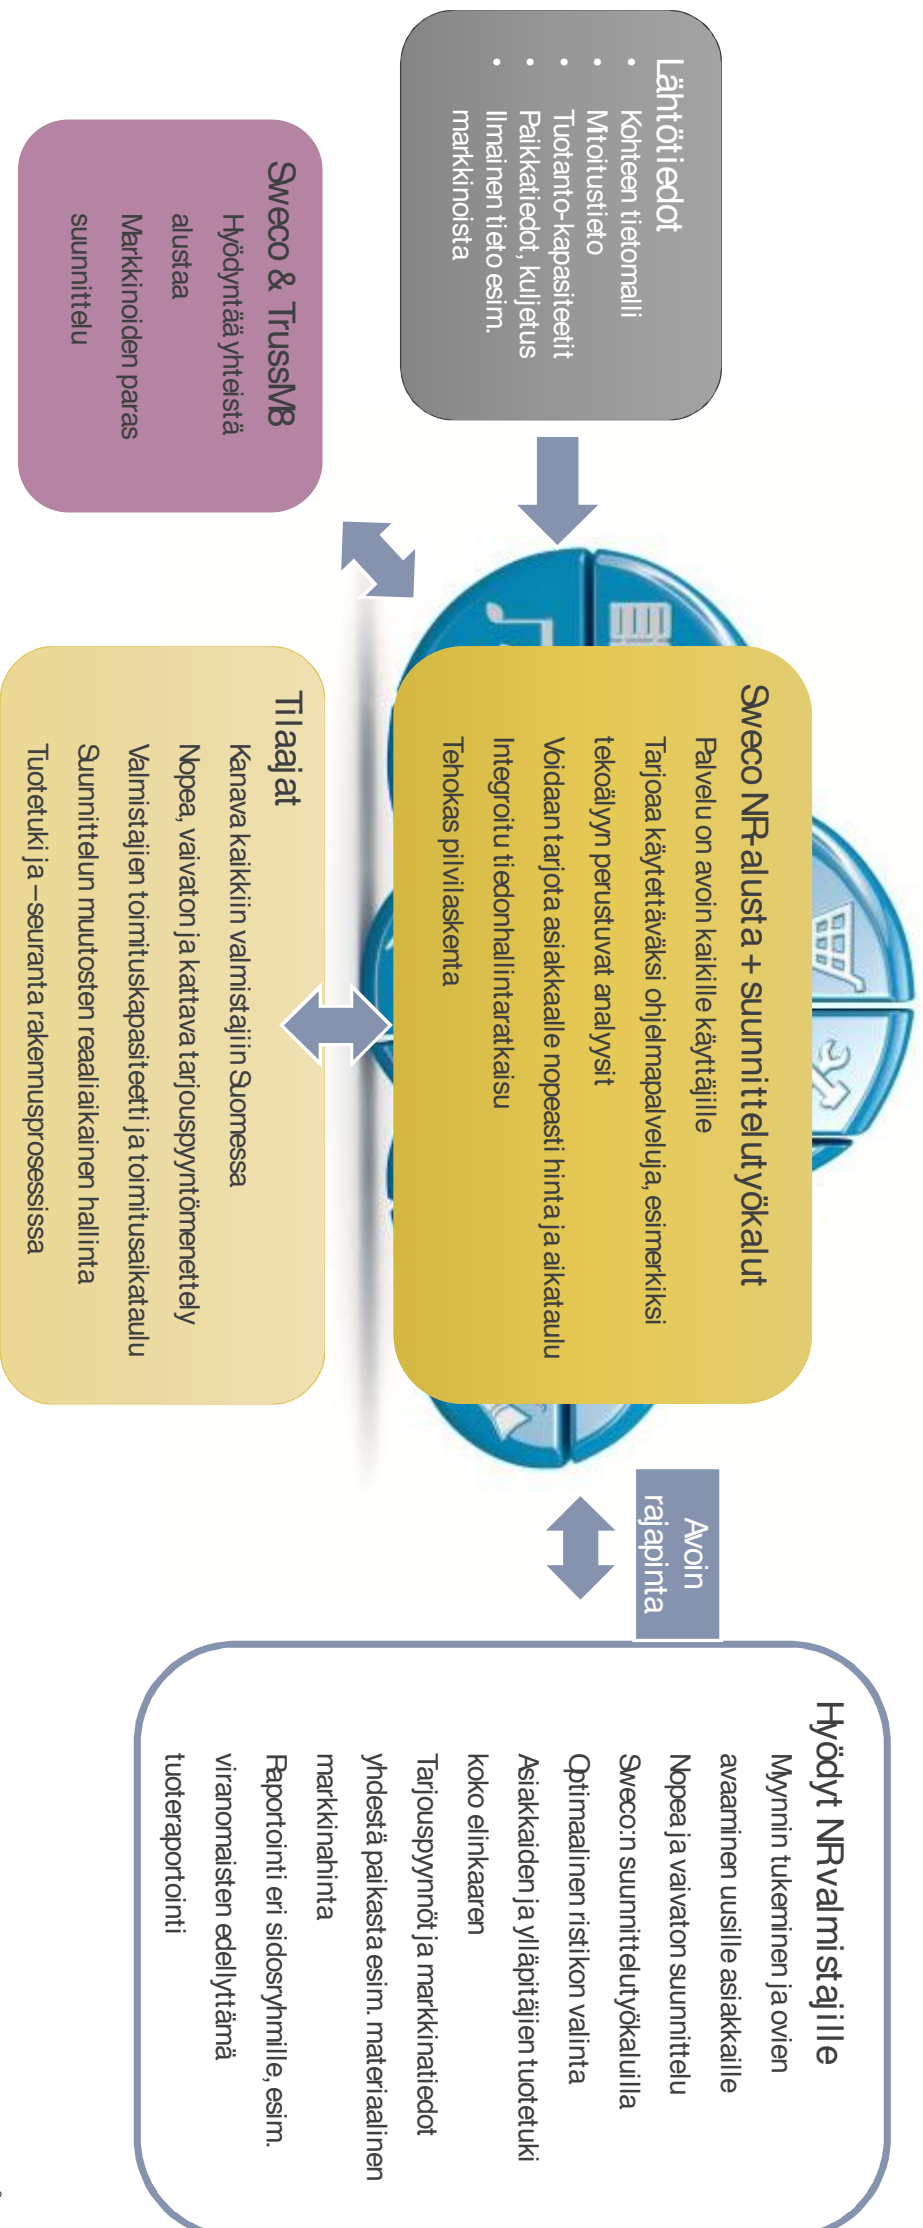 Lähtötiedot
• Kohteen tietomalli
• Mitoitustieto
• Tuotanto-kapasiteetit
• Paikkatiedot, kuljetus
• Ilmainen tieto esim.
markkinoista
Sweco & TrussM8
Hyödyntää yhteistä
alustaa
Markkinoiden paras
suunnittelu
Sweco NR-alusta + suunnittelutyökalut
Palvelu on avoin kaikille käyttäjille
Tarjoaa käytettäväksi ohjelmapalveluja, esimerkiksi
tekoälyyn perustuvat analyysit
Voidaan tarjota asiakkaalle nopeasti hinta ja aikataulu
Integroitu tiedonhallintaratkaisu
Tehokas pilvilaskenta
Tilaajat
Kanava kaikkiin valmistajiin Suomessa
Nopea, vaivaton ja kattava tarjouspyyntömenettely
Valmistajien toimituskapasiteetti ja toimitusaikataulu
Suunnittelun muutosten reaaliaikainen hallinta
Tuotetuki ja –seuranta rakennusprosessissa
Avoin
rajapinta
Hyödyt NR valmistajille
Myynnin tukeminen ja ovien
avaaminen uusille asiakkaille
Nopea ja vaivaton suunnittelu
Sweco:n suunnittelutyökaluilla
Optimaalinen ristikon valinta
Asiakkaiden ja ylläpitäjien tuotetuki
koko elinkaaren
Tarjouspyynnöt ja markkinatiedot
yhdestä paikasta esim. materiaalinen
markkinahinta
Raportointi eri sidosryhmille, esim.
viranomaisten edellyttämä
tuoteraportointi